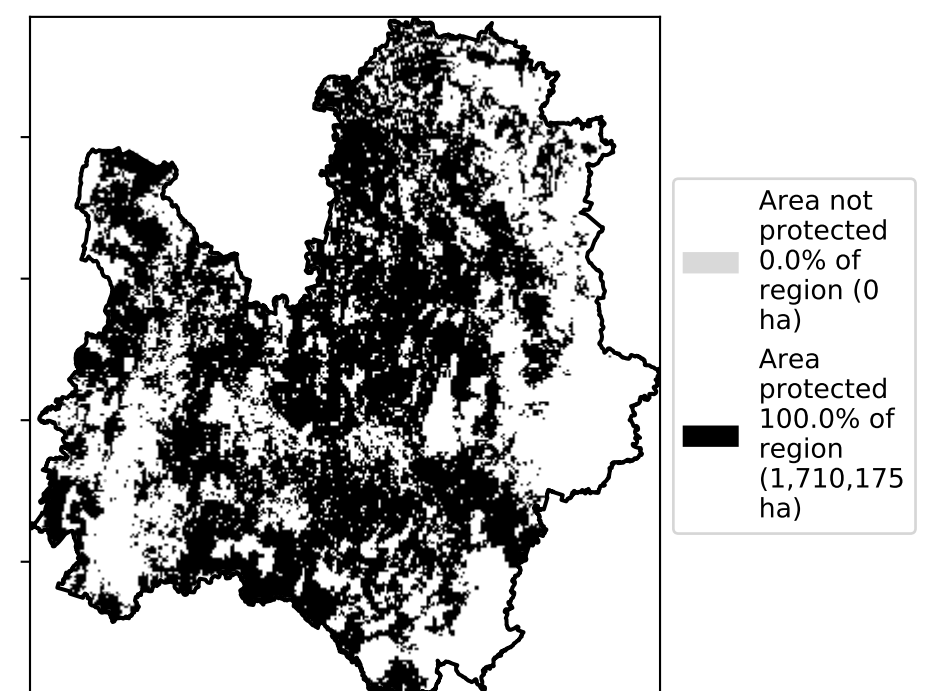 Area not
protected
0.0% of
region (0
ha)
Area
protected
100.0% of
region
(1,710,175
ha)